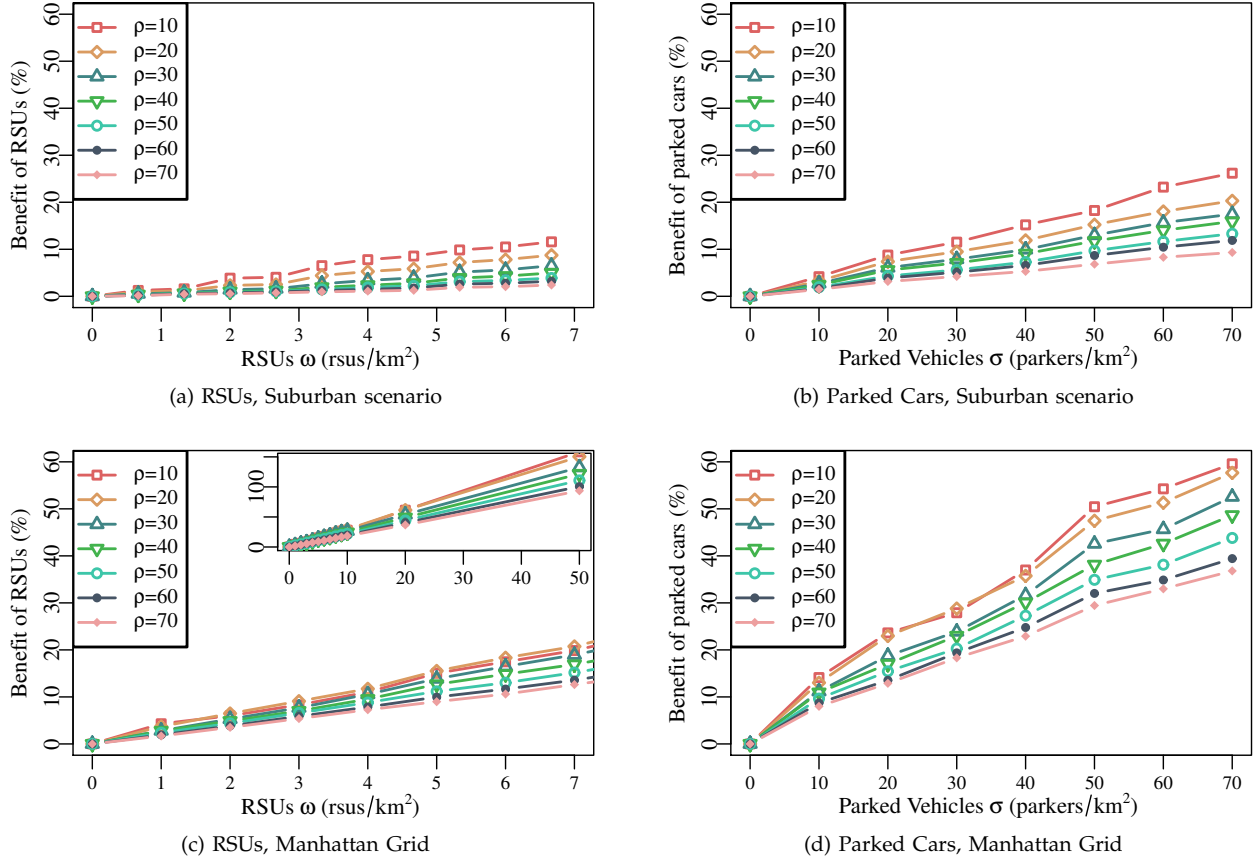 Benefit of RSUs (%)
0 10 20 30 40 50 60
ρ=10
ρ=20
ρ=30
ρ=40
ρ=50
ρ=60
ρ=70
0 1 2 3 4 5 6 7
RSUs ω (rsus/km²)
(a) RSUs, Suburban scenario
Benefit of parked cars (%)
0 10 20 30 40 50 60
ρ=10
ρ=20
ρ=30
ρ=40
ρ=50
ρ=60
ρ=70
0 10 20 30 40 50 60 70
Parked Vehicles σ (parkers/km²)
(b) Parked Cars, Suburban scenario
Benefit of RSUs (%)
0 10 20 30 40 50 60
ρ=10
ρ=20
ρ=30
ρ=40
ρ=50
ρ=60
ρ=70
0 100
0 10 20 30 40 50
0 1 2 3 4 5 6 7
RSUs ω (rsus/km²)
(c) RSUs, Manhattan Grid
Benefit of parked cars (%)
0 10 20 30 40 50 60
ρ=10
ρ=20
ρ=30
ρ=40
ρ=50
ρ=60
ρ=70
0 10 20 30 40 50 60 70
Parked Vehicles σ (parkers/km²)
(d) Parked Cars, Manhattan Grid